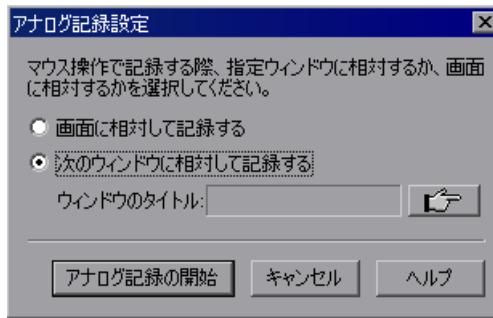 アナログ記録設定
マウス操作で記録する際、指定ウィンドウに相対するか、画面
に相対するかを選択してください。
画面に相対して記録する
次のウィンドウに相対して記録する
ウィンドウのタイトル:
アナログ記録の開始 キャンセル ヘルプ